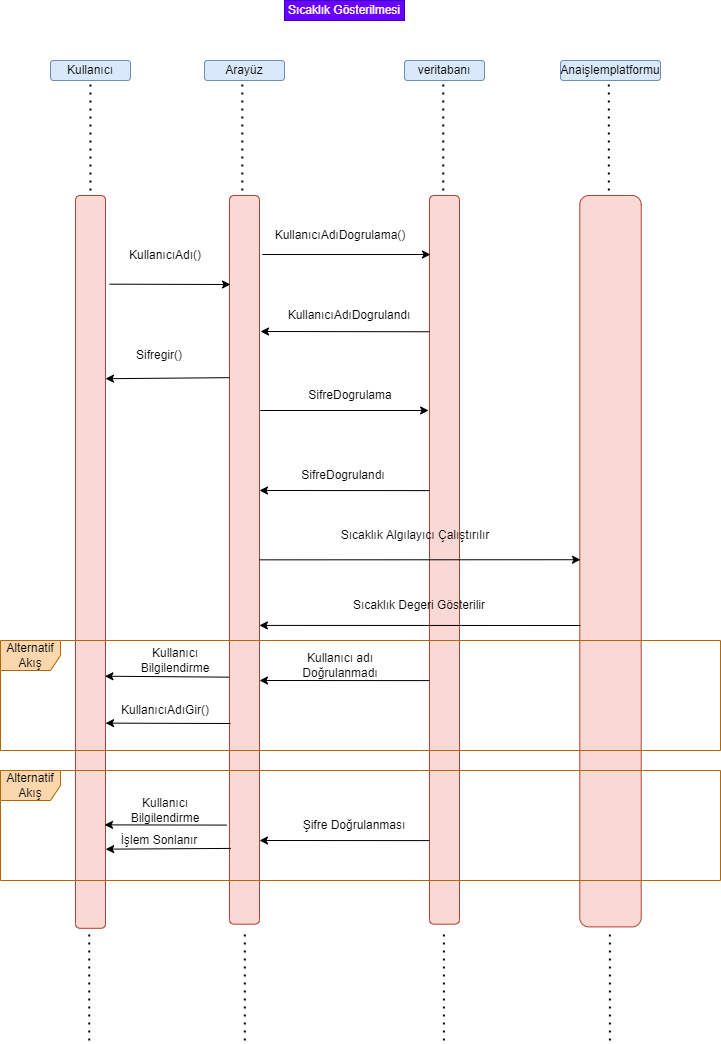 Sıcaklık Gösterilmesi
Kullanıcı
Arayüz
veritabanı
Anaişlemplatformu
KullanıcıAdıDogrulama()
KullanıcıAdı()
KullanıcıAdıDogrulandı
Sifregir()
SifreDogrulama
SifreDogrulandı
Sıcaklık Algılayıcı Çalıştırılır
Sıcaklık Degeri Gösterilir
Alternatif
Akış
Kullanıcı
Bilgilendirme
Kullanıcı adı
Doğrulanmadı
KullanıcıAdGir()
Alternatif
Akış
Kullanıcı
Bilgilendirme
Şifre Doğrulanması
İşlem Sonlanır